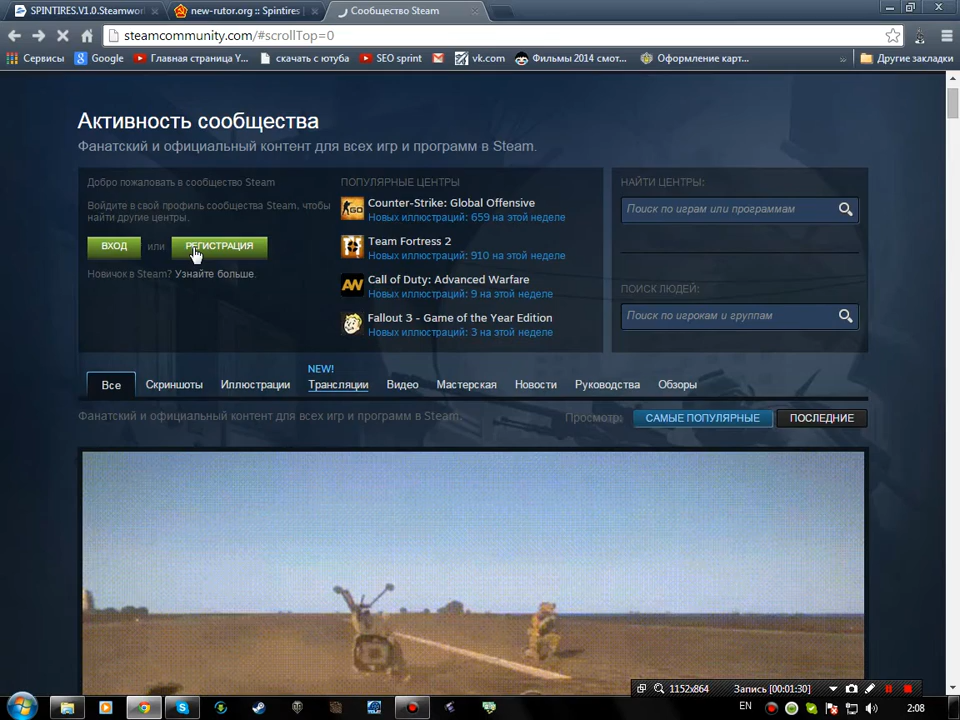 SPINTIRES.V1.0.Steamwo
new-rutor.org :: Spintires
Сообщество Steam
steamcommunity.com/#scrollTop=0
Сервисы
Google
Главная страница Y...
скачать с ютуба
SEO sprint
vk.com
Фильмы 2014 смот...
Оформление карт...
Другие закладки
Активность сообщества
Фанатский и официальный контент для всех игр и программ в Steam.
Добро пожаловать в сообщество Steam
Войдите в свой профиль сообщества Steam, чтобы
найти другие центры.
ВХОД или РЕГИСТРАЦИЯ
Новичок в Steam? Узнайте больше.
ПОПУЛЯРНЫЕ ЦЕНТРЫ
Counter-Strike: Global Offensive
Новых иллюстраций: 659 на этой неделе
Team Fortress 2
Новых иллюстраций: 910 на этой неделе
Call of Duty: Advanced Warfare
Новых иллюстраций: 9 на этой неделе
Fallout 3 - Game of the Year Edition
Новых иллюстраций: 3 на этой неделе
НАЙТИ ЦЕНТРЫ:
Поиск по играм или программам
ПОИСК ЛЮДЕЙ:
Поиск по игрокам и группам
NEW!
Все Скриншоты Иллюстрации Трансляции Видео Мастерская Новости Руководства Обзоры
Фанатский и официальный контент для всех игр и программ в Steam.
Просмотр: САМЫЕ ПОПУЛЯРНЫЕ ПОСЛЕДНИЕ
1152x864 Запись [00:01:30]
EN 2:08